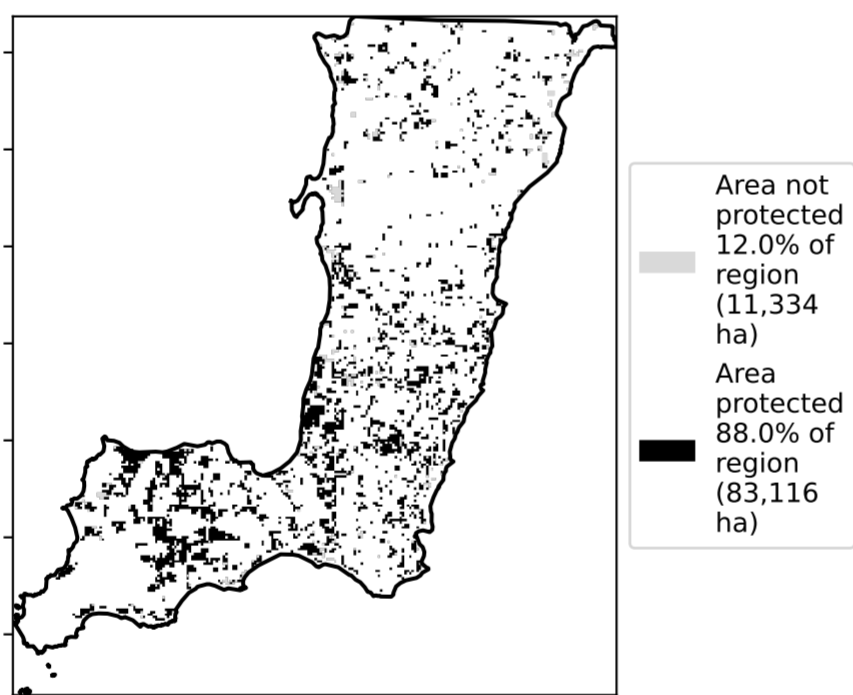 Area not
protected
12.0% of
region
(11,334
ha)
Area
protected
88.0% of
region
(83,116
ha)